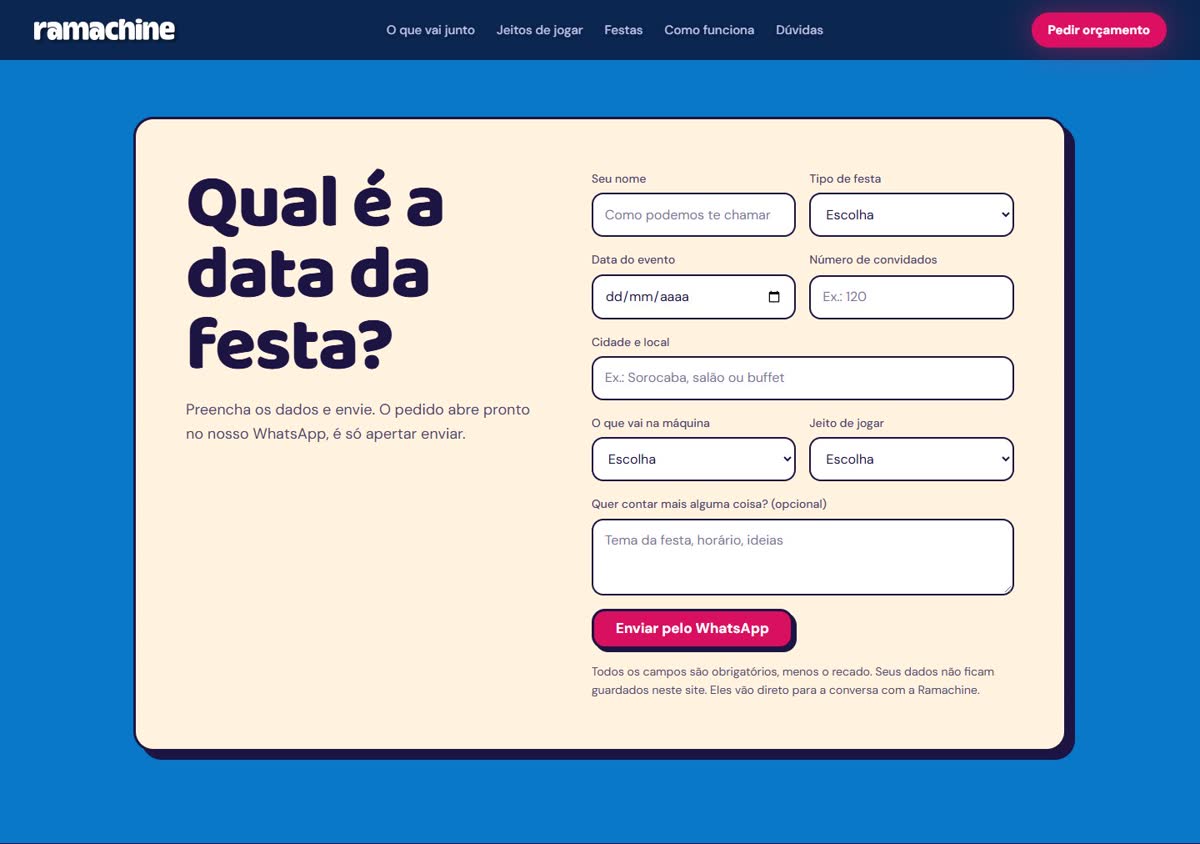 ramachine
O que vai junto
Jeitos de jogar
Festas
Como funciona
Dúvidas
Pedir orçamento
Qual é a
data da
festa?
Preencha os dados e envie. O pedido abre pronto
no nosso WhatsApp, é só apertar enviar.
Seu nome
Como podemos te chamar
Tipo de festa
Escolha
Data do evento
dd/mm/aaaa
Número de convidados
Ex.: 120
Cidade e local
Ex.: Sorocaba, salão ou buffet
O que vai na máquina
Escolha
Jeito de jogar
Escolha
Quer contar mais alguma coisa? (opcional)
Tema da festa, horário, ideias
Enviar pelo WhatsApp
Todos os campos são obrigatórios, menos o recado. Seus dados não ficam
guardados neste site. Eles vão direto para a conversa com a Ramachine.